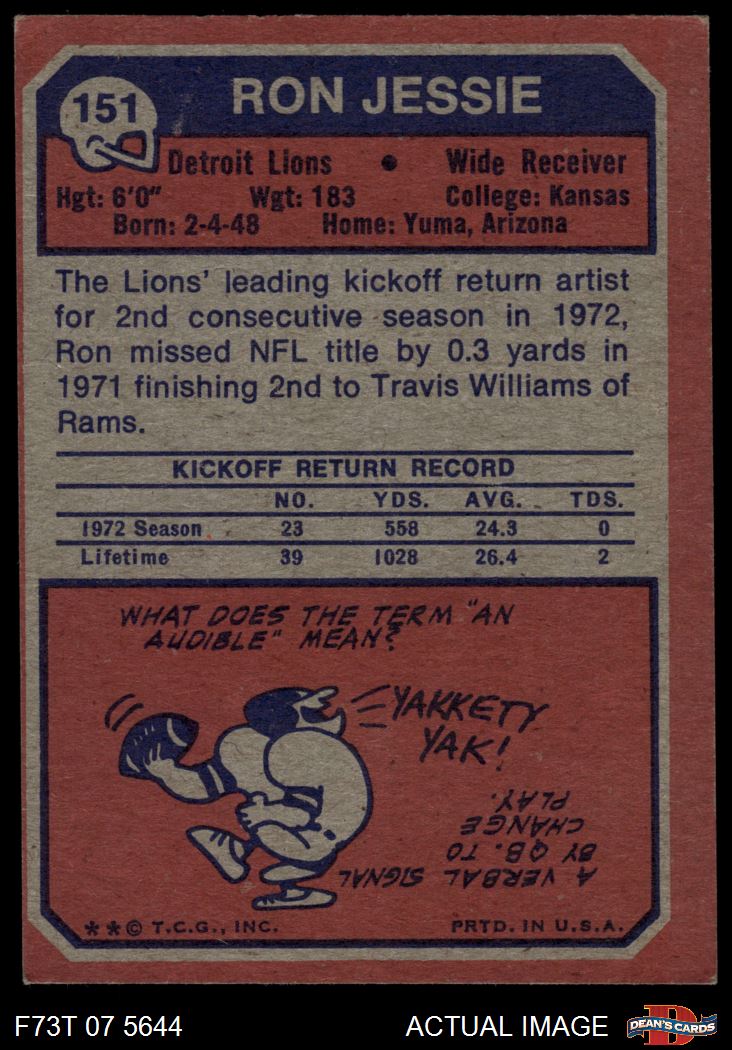 151
RON JESSIE
Detroit Lions • Wide Receiver
Hgt: 6'0" Wgt: 183 College: Kansas
Born: 2-4-48 Home: Yuma, Arizona
The Lions' leading kickoff return artist
for 2nd consecutive season in 1972,
Ron missed NFL title by 0.3 yards in
1971 finishing 2nd to Travis Williams of
Rams.
KICKOFF RETURN RECORD
NO. YDS. AVG. TDS.
1972 Season 23 558 24.3 0
Lifetime 39 1028 26.4 2
WHAT DOES THE TERM "AN
AUDIBLE" MEAN?
YAKKETY
YAK!
A VERBAL SIGNAL
BY QB. TO
CHANGE
PLAY.
**© T.C.G., INC. PRTD. IN U.S.A.
F73T 07 5644 ACTUAL IMAGE
D
DEAN'S CARDS